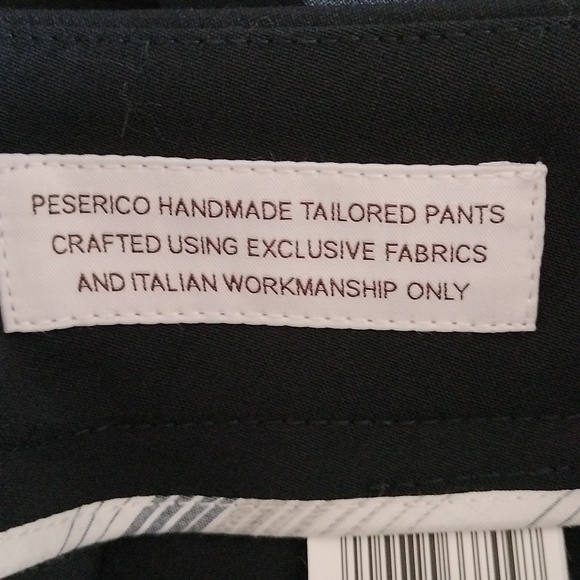 PESERICO HANDMADE TAILORED PANTS
CRAFTED USING EXCLUSIVE FABRICS
AND ITALIAN WORKMANSHIP ONLY